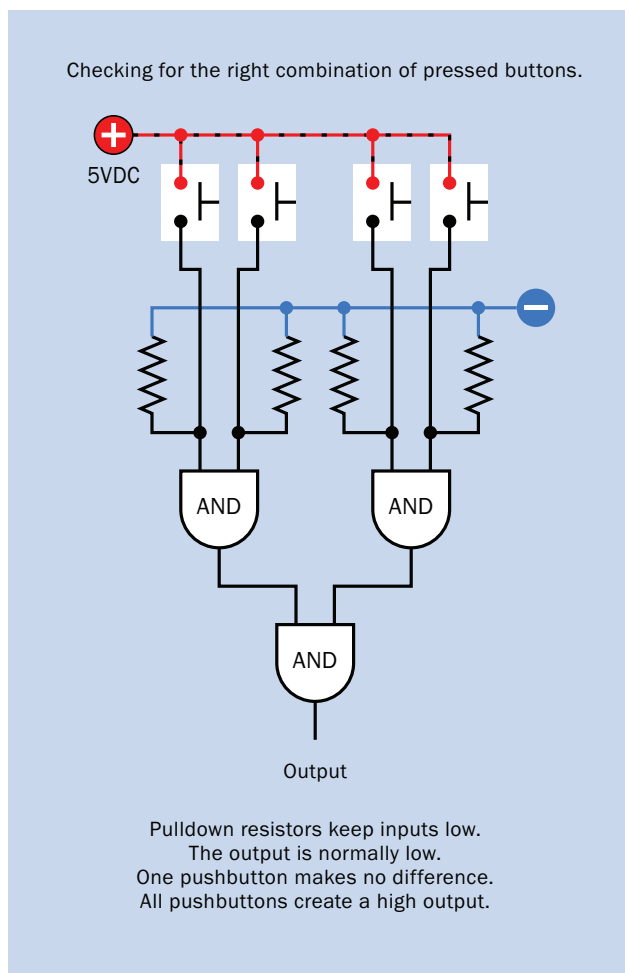 Checking for the right combination of pressed buttons.
5VDC
AND
AND
AND
Output
Pulldown resistors keep inputs low.
The output is normally low.
One pushbutton makes no difference.
All pushbuttons create a high output.